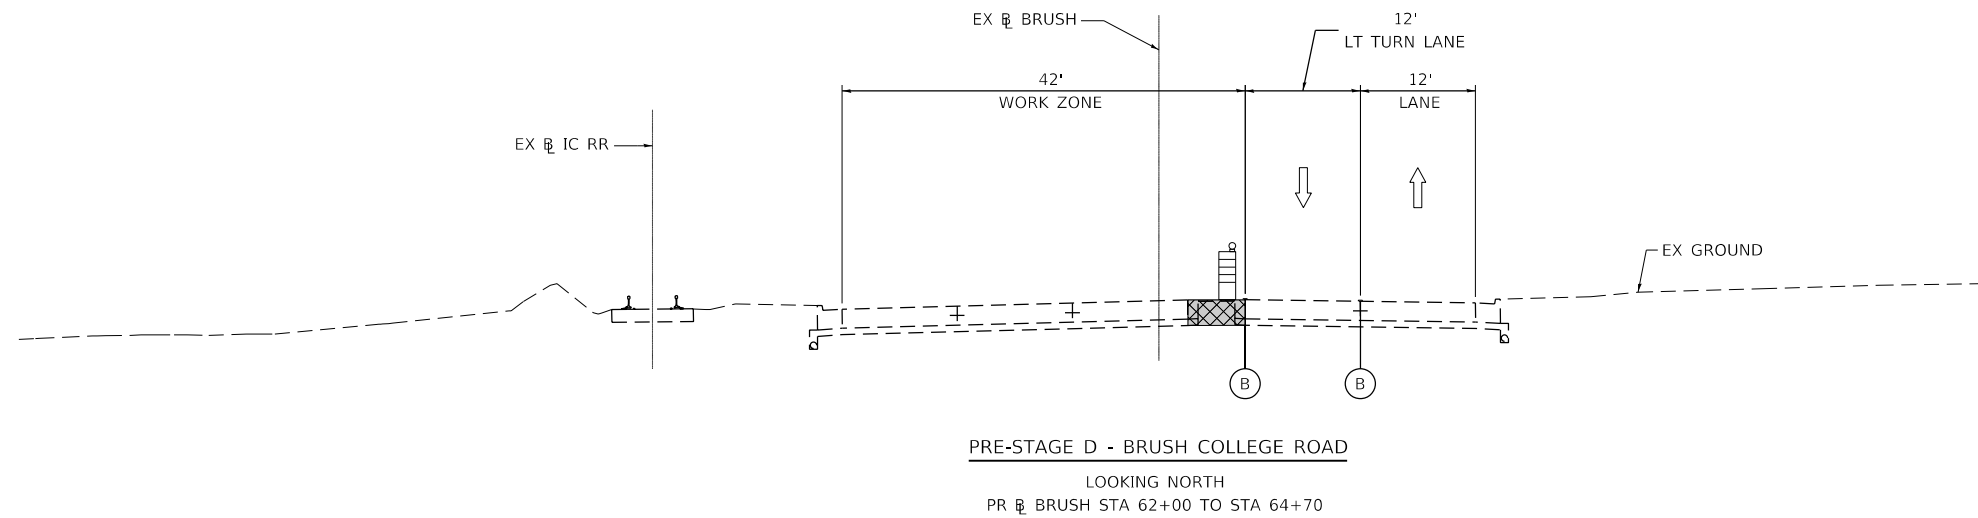 EX ⅊ BRUSH
12'
LT TURN LANE
42'
WORK ZONE
12'
LANE
EX ⅊ IC RR
EX GROUND
B
B
PRE-STAGE D - BRUSH COLLEGE ROAD
LOOKING NORTH
PR ⅊ BRUSH STA 62+00 TO STA 64+70